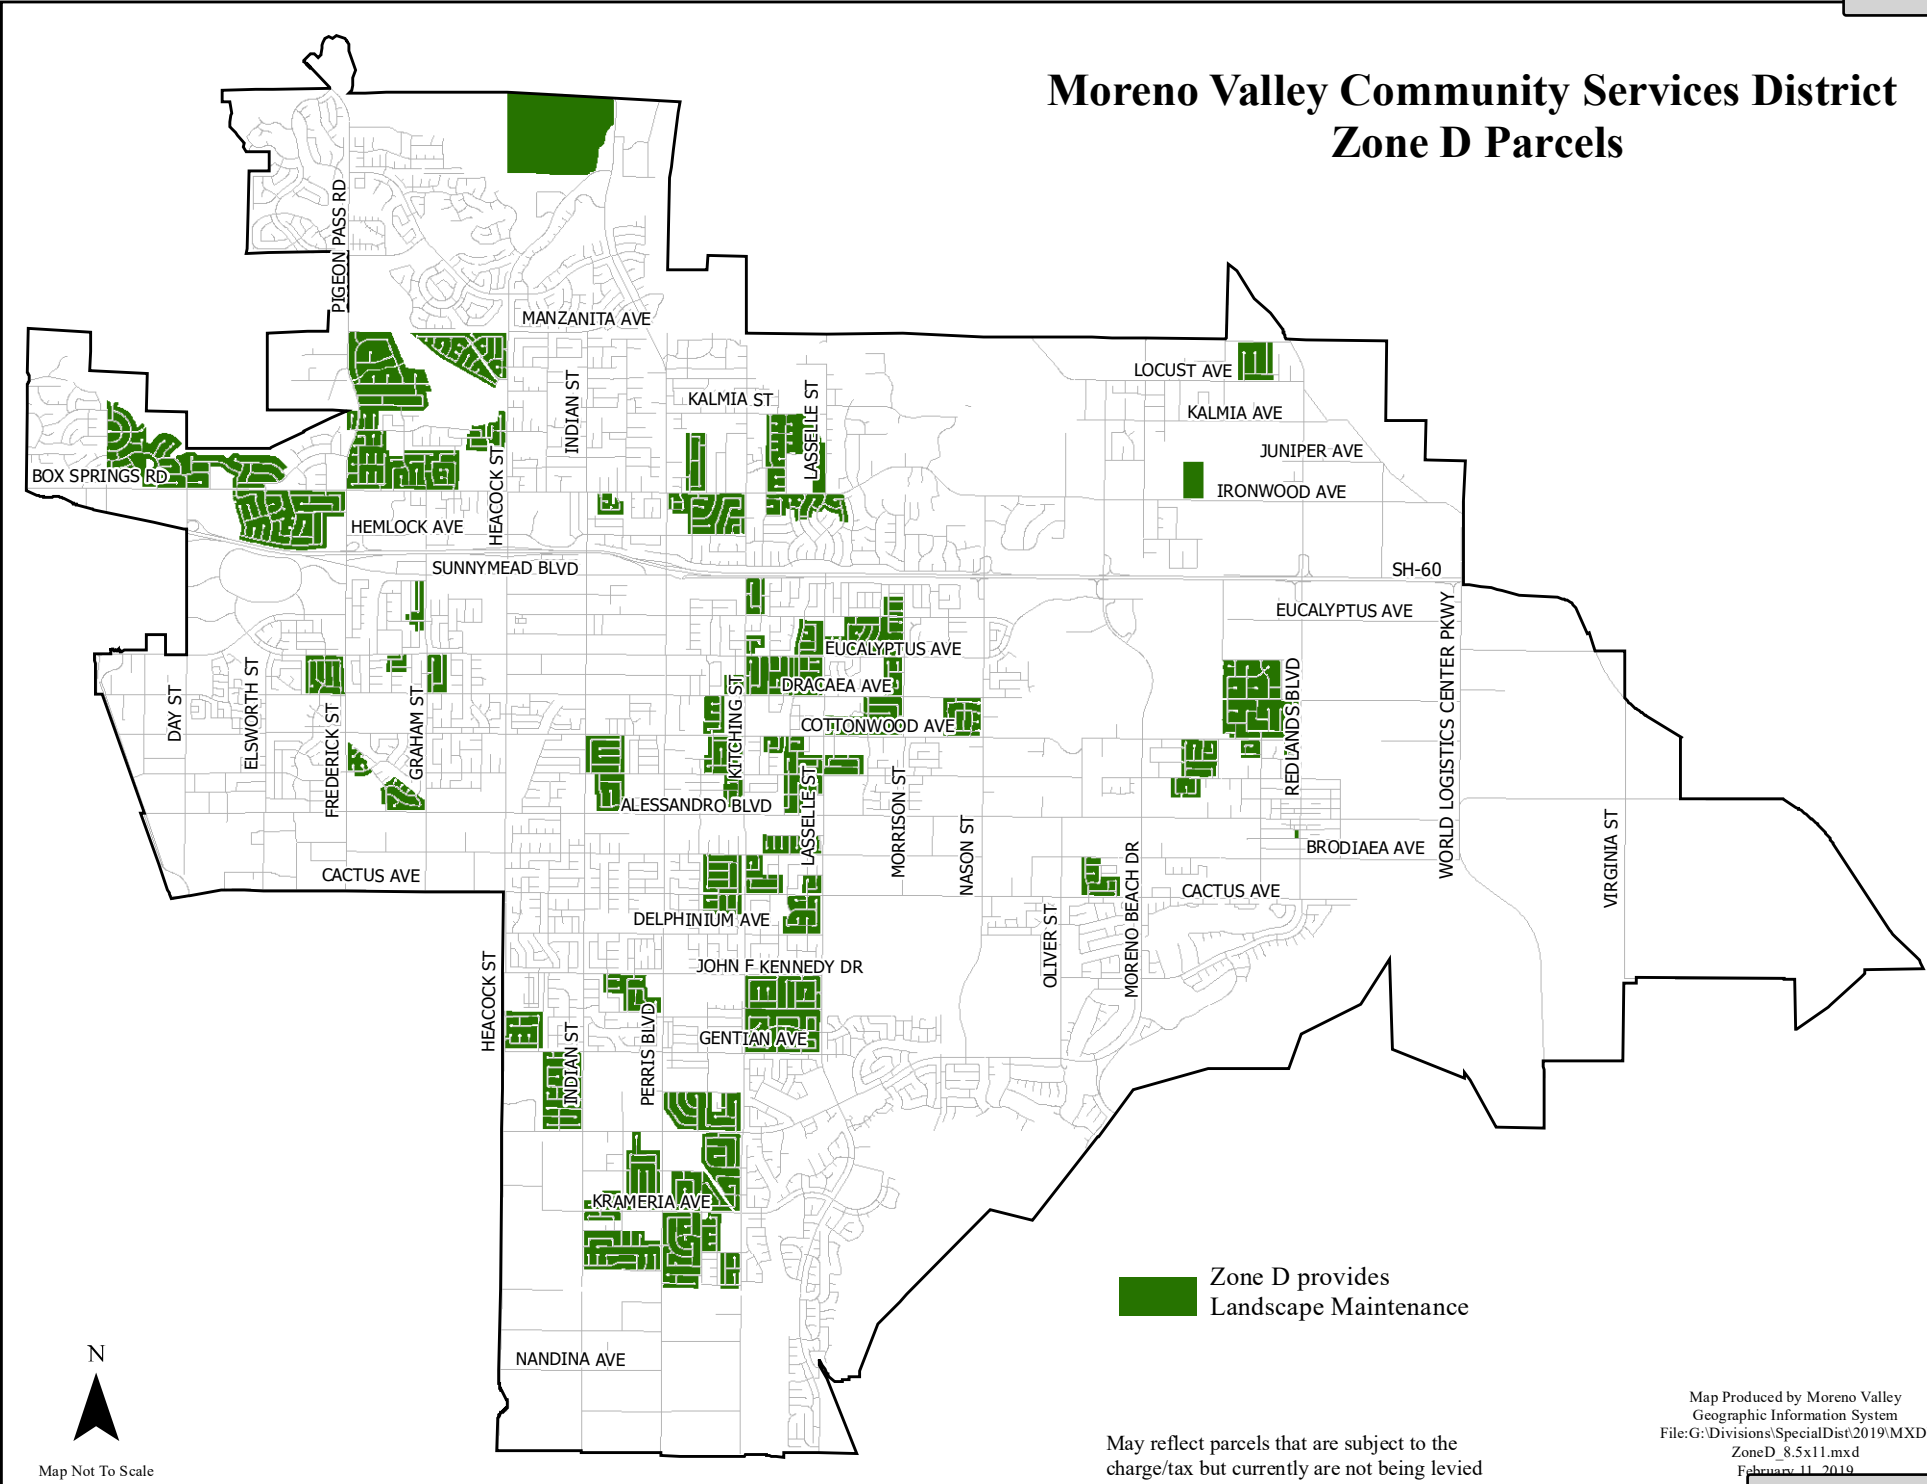 Moreno Valley Community Services District
Zone D Parcels
PIGEON PASS RD
MANZANITA AVE
LOCUST AVE
INDIAN ST
KALMIA ST
LASSELLE ST
KALMIA AVE
JUNIPER AVE
BOX SPRINGS RD
HEACOCK ST
IRONWOOD AVE
HEMLOCK AVE
SUNNYMEAD BLVD
SH-60
EUCALYPTUS AVE
EUCALYPTUS AVE
DRACAEA AVE
COTTONWOOD AVE
DAY ST
ELSWORTH ST
FREDERICK ST
GRAHAM ST
KITCHING ST
REDLANDS BLVD
WORLD LOGISTICS CENTER PKWY
ALESSANDRO BLVD
LASSELLE ST
MORRISON ST
NASON ST
MORENO BEACH DR
BRODIAEA AVE
VIRGINIA ST
CACTUS AVE
CACTUS AVE
DELPHINIUM AVE
OLIVER ST
JOHN F KENNEDY DR
HEACOCK ST
INDIAN ST
PERRIS BLVD
GENTIAN AVE
KRAMERIA AVE
NANDINA AVE
Zone D provides
Landscape Maintenance
N
Map Not To Scale
May reflect parcels that are subject to the
charge/tax but currently are not being levied
Map Produced by Moreno Valley
Geographic Information System
File:G:\Divisions\SpecialDist\2019\MXD
ZoneD_8.5x11.mxd
February 11, 2019